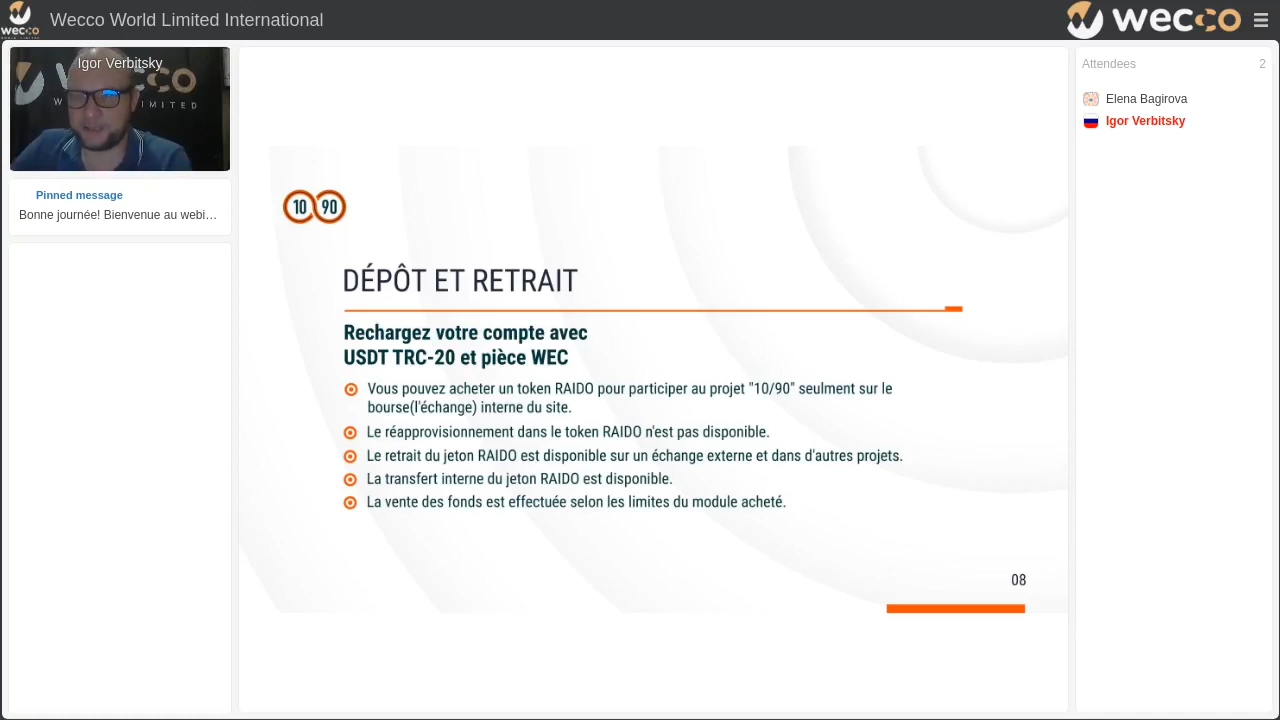 Wecco World Limited International
wecco
wecco
Igor Verbitsky
Pinned message
Bonne journée! Bienvenue au webi…
10 90
DÉPÔT ET RETRAIT
Rechargez votre compte avec
USDT TRC-20 et pièce WEC
Vous pouvez acheter un token RAIDO pour participer au projet "10/90" seulement sur le
bourse(l'échange) interne du site.
Le réapprovisionnement dans le token RAIDO n'est pas disponible.
Le retrait du jeton RAIDO est disponible sur un échange externe et dans d'autres projets.
La transfert interne du jeton RAIDO est disponible.
La vente des fonds est effectuée selon les limites du module acheté.
08
Attendees 2
Elena Bagirova
Igor Verbitsky